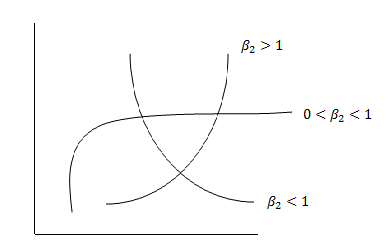 β₂ > 1
0 < β₂ < 1
β₂ < 1